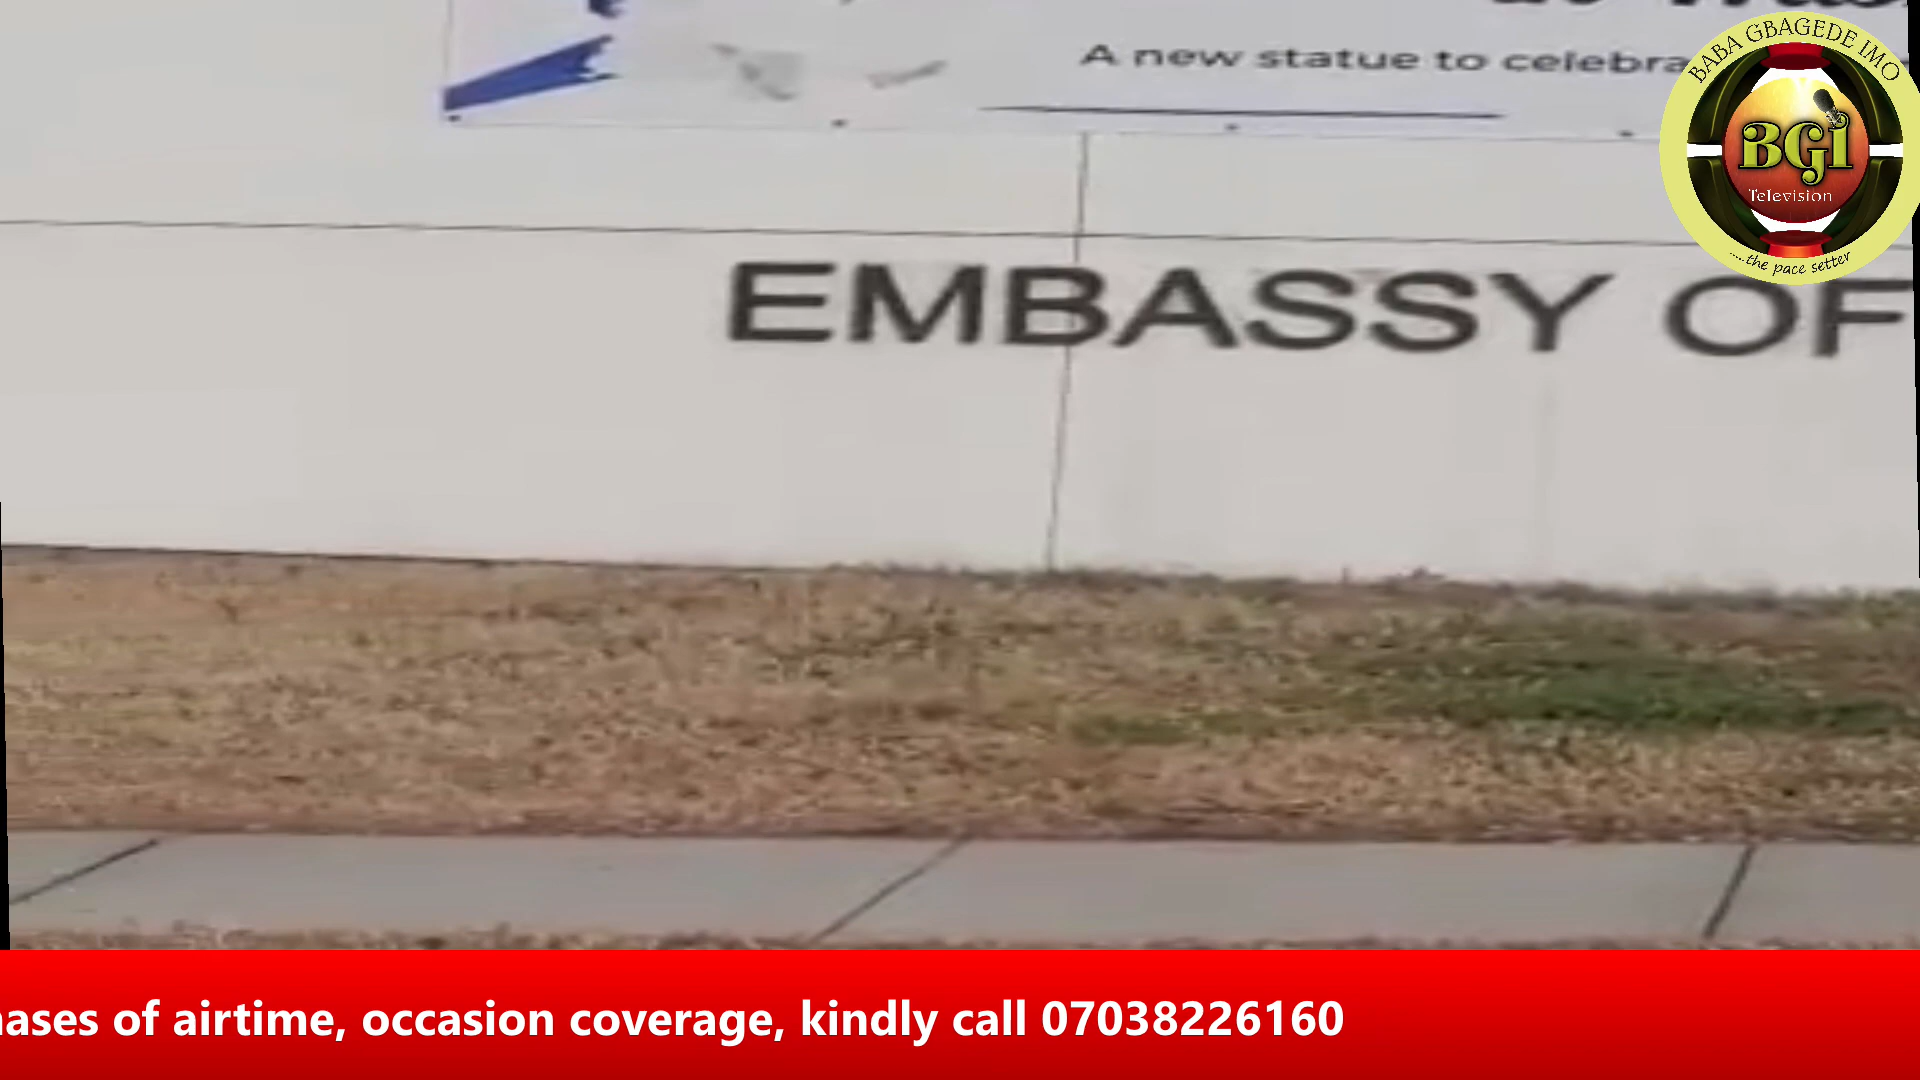 A new statue to celebra
BABA GBAGEDE IMO
BGI
Television
....the pace setter
EMBASSY OF
ases of airtime, occasion coverage, kindly call 07038226160